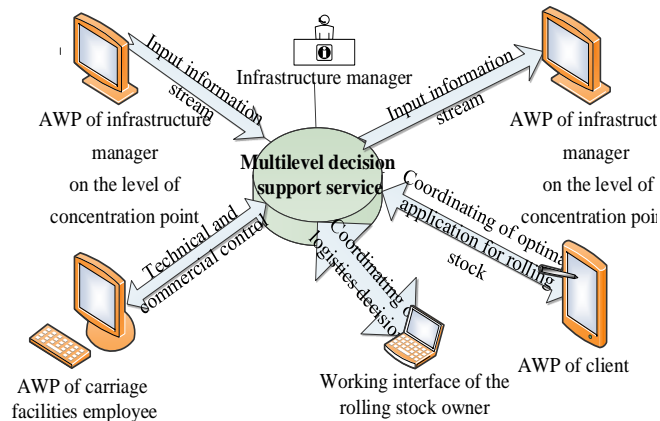 Input information
stream
Infrastructure manager
Input information
stream
AWP of infrastructure
manager
on the level of
concentration point
AWP of infrastruct
manager
on the level of
concentration point
Multilevel decision
support service
Technical and
commercial control
Coordinating of
logistics decision
Coordinating of optima
application for rolling
stock
AWP of carriage
facilities employee
Working interface of the
rolling stock owner
AWP of client